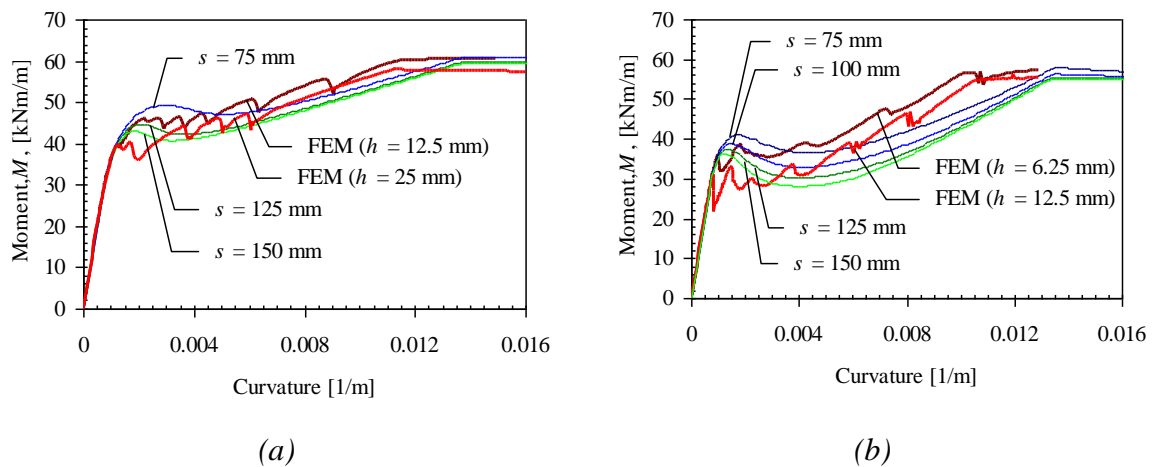 70
60
50
40
30
20
10
0
Moment,M , [kNm/m]
s = 75 mm
FEM (h = 12.5 mm)
FEM (h = 25 mm)
s = 125 mm
s = 150 mm
0 0.004 0.008 0.012 0.016
Curvature [1/m]
(a)
70
60
50
40
30
20
10
0
Moment,M , [kNm/m]
s = 75 mm
s = 100 mm
FEM (h = 6.25 mm)
FEM (h = 12.5 mm)
s = 125 mm
s = 150 mm
0 0.004 0.008 0.012 0.016
Curvature [1/m]
(b)